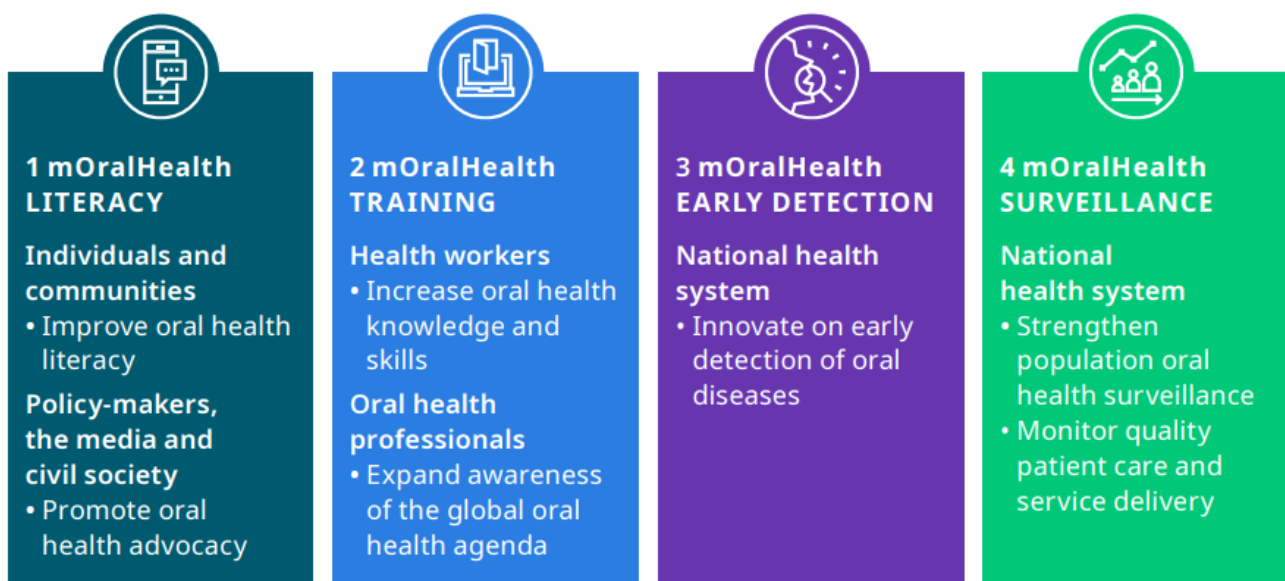 1 mOralHealth
LITERACY
Individuals and
communities
• Improve oral health
literacy
Policy-makers,
the media and
civil society
• Promote oral
health advocacy
2 mOralHealth
TRAINING
Health workers
• Increase oral health
knowledge and
skills
Oral health
professionals
• Expand awareness
of the global oral
health agenda
3 mOralHealth
EARLY DETECTION
National health
system
• Innovate on early
detection of oral
diseases
4 mOralHealth
SURVEILLANCE
National
health system
• Strengthen
population oral
health surveillance
• Monitor quality
patient care and
service delivery